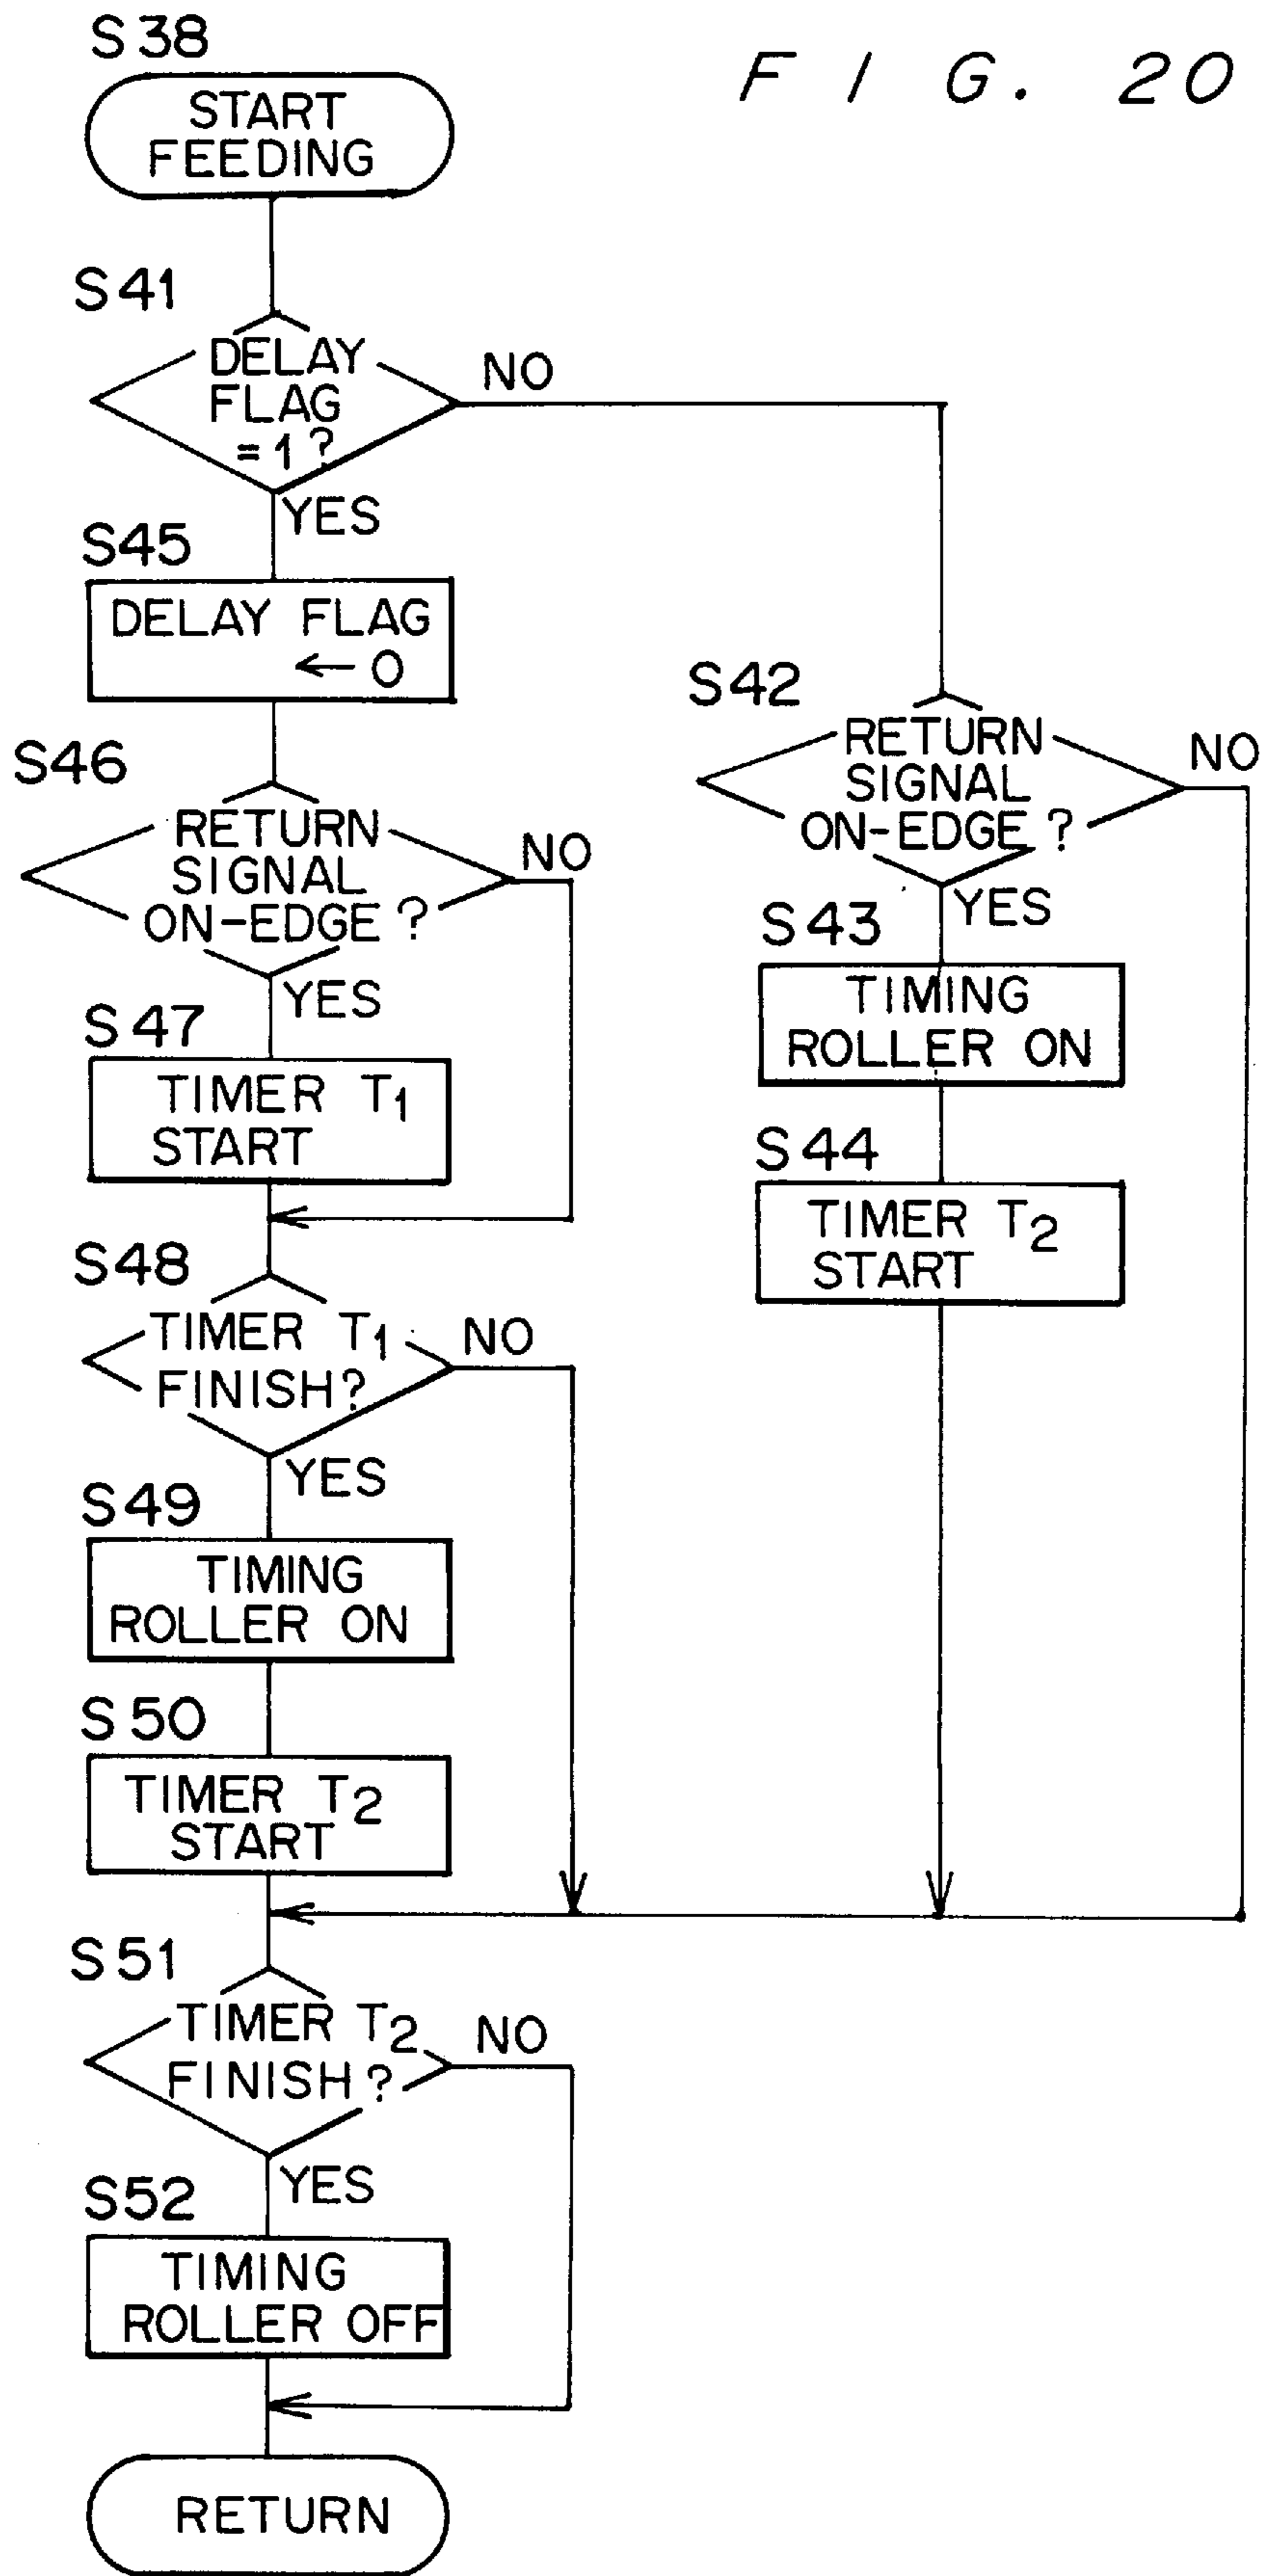 FIG. 20
S38
START
FEEDING
S41
DELAY
FLAG
=1?
NO
YES
S45
DELAY FLAG
← 0
S46
RETURN
SIGNAL
ON-EDGE?
NO
YES
S47
TIMER T1
START
S48
TIMER T1
FINISH?
NO
YES
S49
TIMING
ROLLER ON
S50
TIMER T2
START
S42
RETURN
SIGNAL
ON-EDGE?
NO
YES
S43
TIMING
ROLLER ON
S44
TIMER T2
START
S51
TIMER T2
FINISH?
NO
YES
S52
TIMING
ROLLER OFF
RETURN